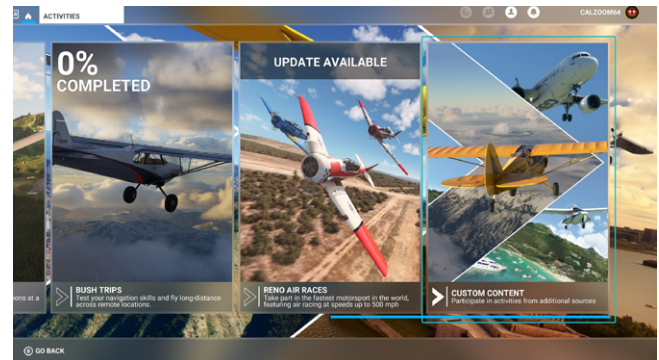 ACTIVITIES
CALZOOM64
0%
COMPLETED
UPDATE AVAILABLE
ions at a
BUSH TRIPS
Test your navigation skills and fly long-distance
across remote locations.
RENO AIR RACES
Take part in the fastest motorsport in the world,
featuring air racing at speeds up to 500 mph
CUSTOM CONTENT
Participate in activities from additional sources
GO BACK